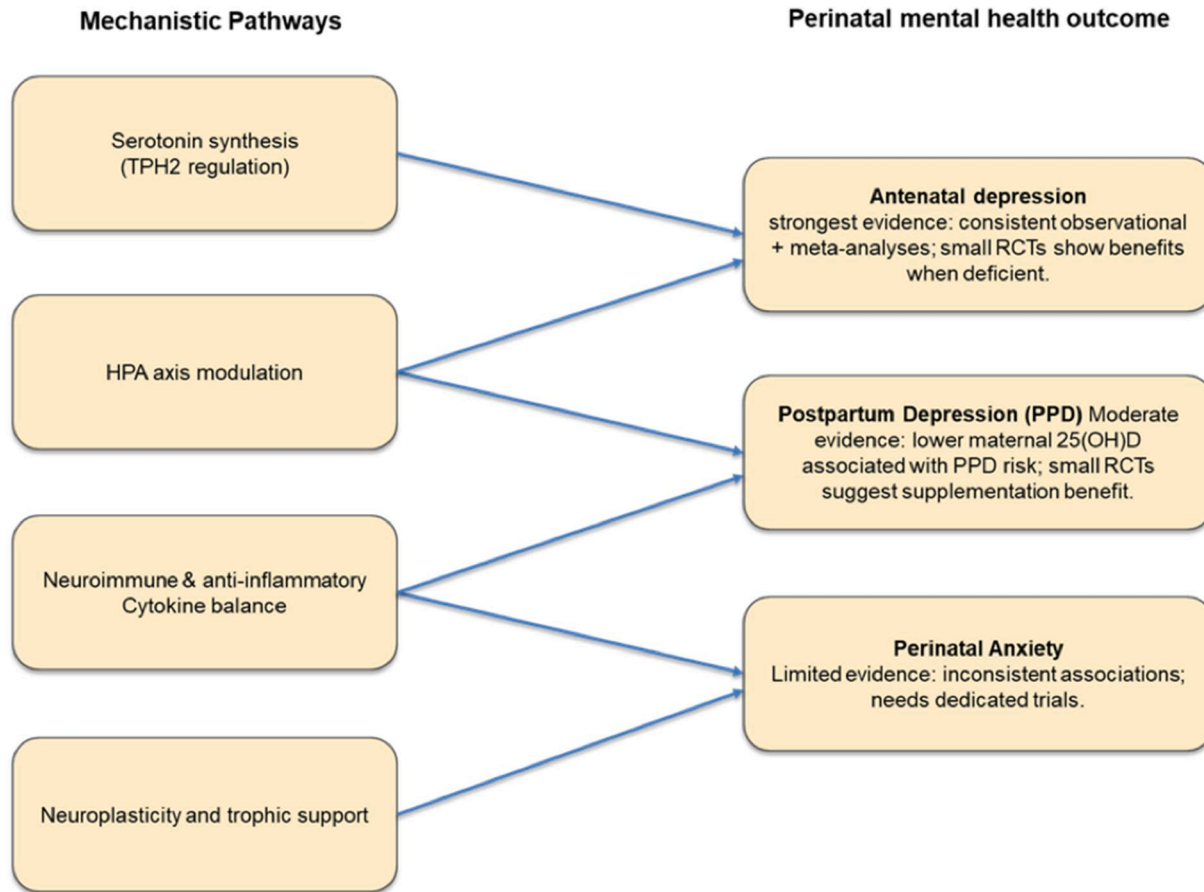 Mechanistic Pathways
Perinatal mental health outcome
Serotonin synthesis
(TPH2 regulation)
HPA axis modulation
Neuroimmune & anti-inflammatory
Cytokine balance
Neuroplasticity and trophic support
Antenatal depression
strongest evidence: consistent observational
+ meta-analyses; small RCTs show benefits
when deficient.
Postpartum Depression (PPD) Moderate
evidence: lower maternal 25(OH)D
associated with PPD risk; small RCTs
suggest supplementation benefit.
Perinatal Anxiety
Limited evidence: inconsistent associations;
needs dedicated trials.